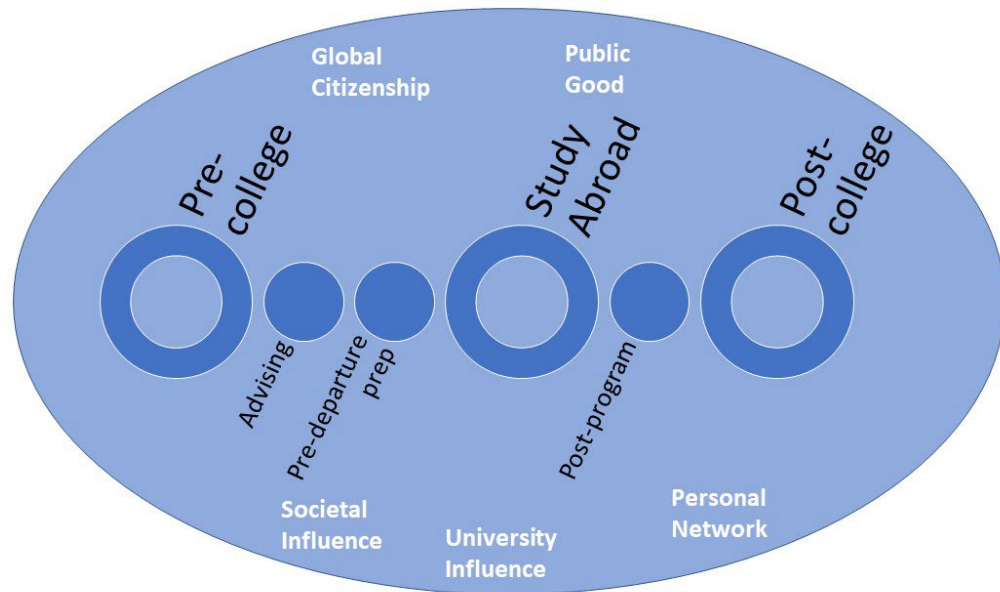 Global
Citizenship
Public
Good
Pre-
college
Study
Abroad
Post-
college
Advising
Pre-departure
prep
Post-program
Societal
Influence
University
Influence
Personal
Network